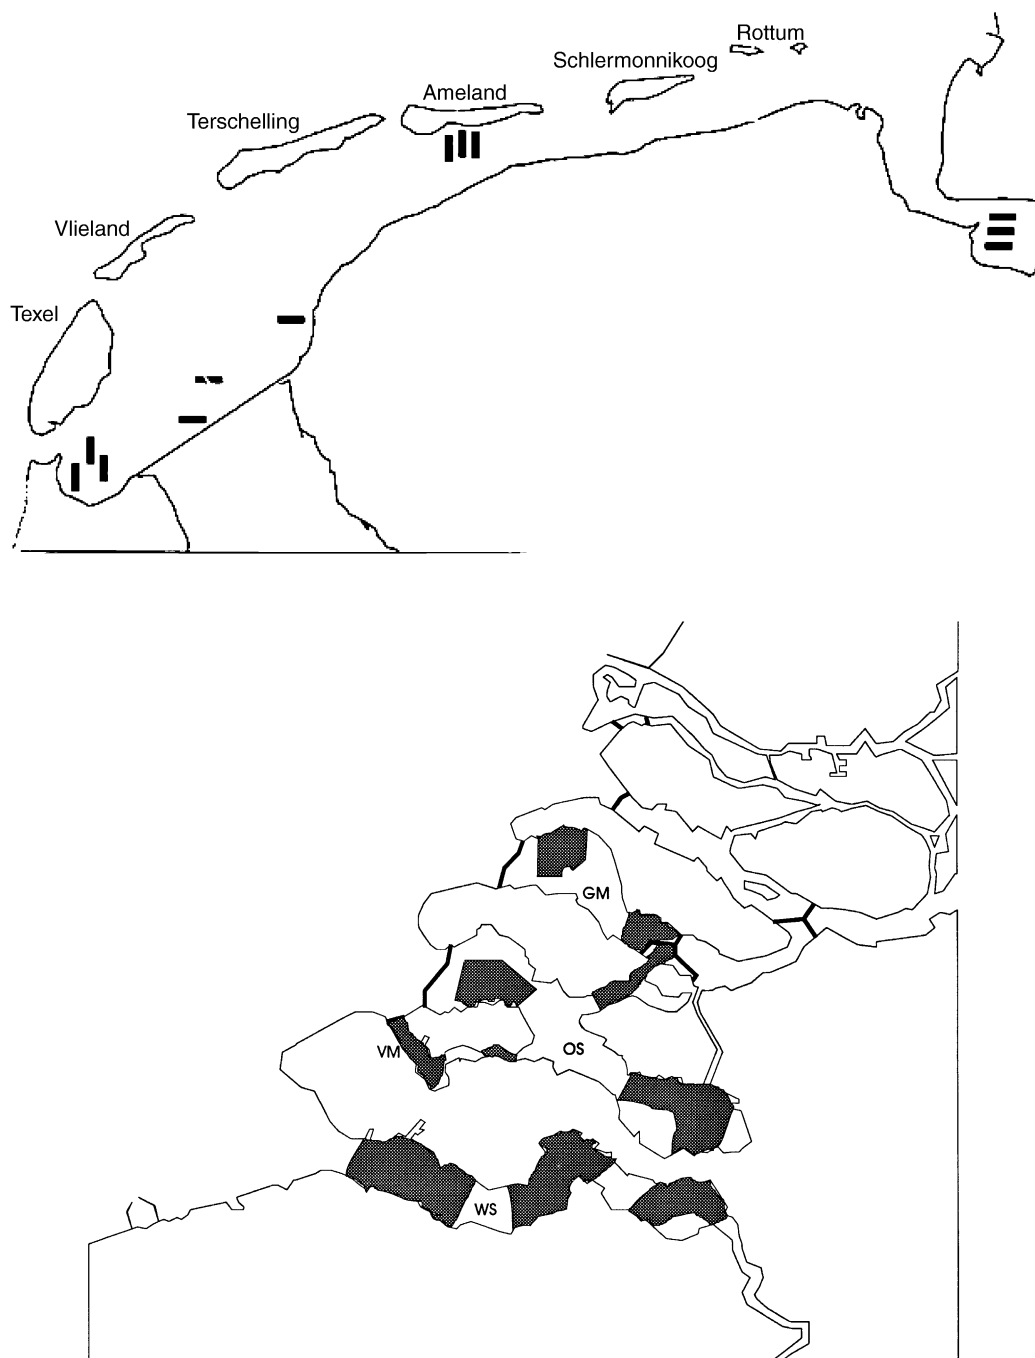 Rottum
Schlermonnikoog
Ameland
Terschelling
Vlieland
Texel
GM
VM
OS
WS